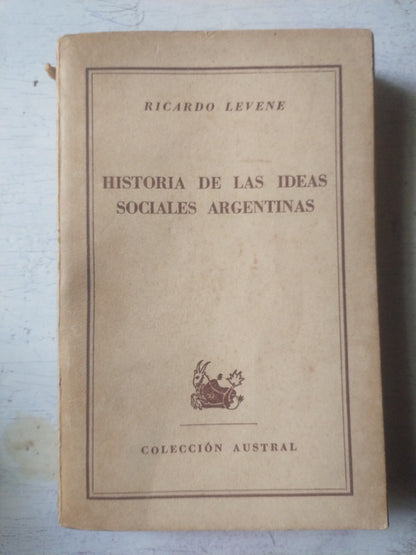 RICARDO LEVENE
HISTORIA DE LAS IDEAS
SOCIALES ARGENTINAS
COLECCIÓN AUSTRAL